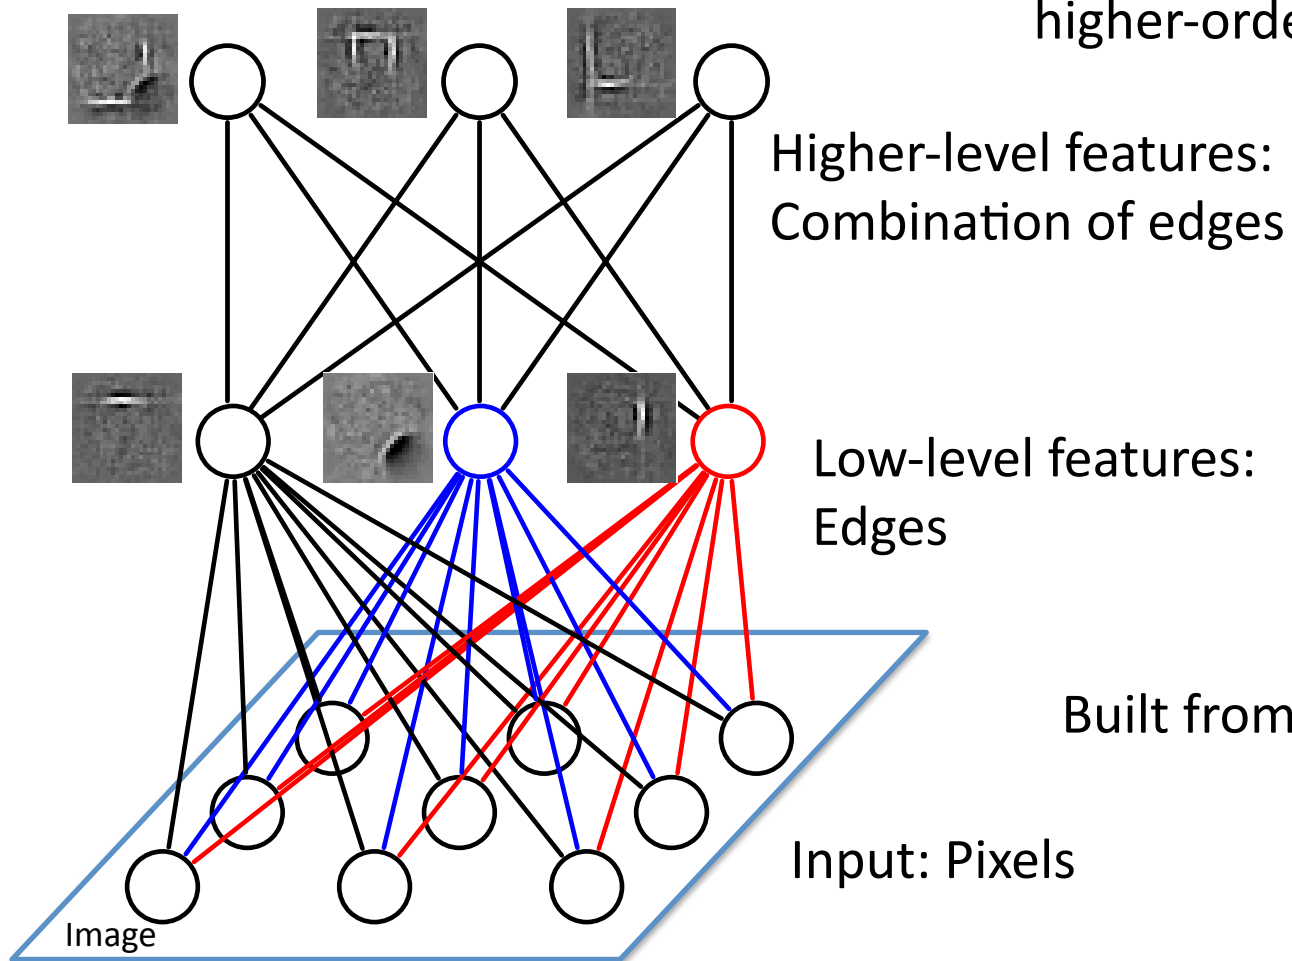 higher-orde
Higher-level features:
Combination of edges
Low-level features:
Edges
Built from
Input: Pixels
Image